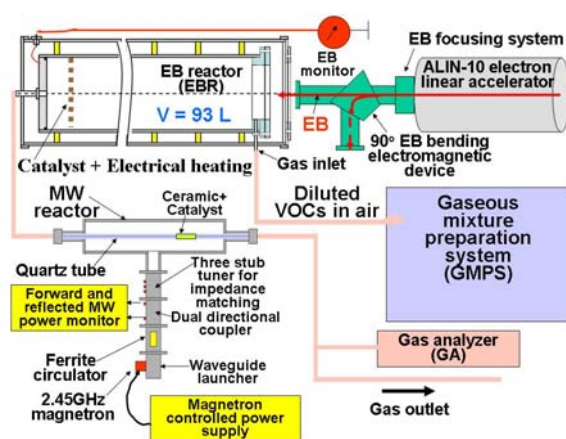 EB focusing system
EB
monitor
ALIN-10 electron
linear accelerator
EB reactor
(EBR)
V = 93 L
EB
90° EB bending
electromagnetic
device
Catalyst + Electrical heating
Gas inlet
MW
reactor
Ceramic+
Catalyst
Diluted
VOCs in air
Gaseous
mixture
preparation
system
(GMPS)
Quartz tube
Three stub
tuner for
impedance
matching
Forward and
reflected MW
power monitor
Dual directional
coupler
Ferrite
circulator
Waveguide
launcher
Gas analyzer
(GA)
2.45GHz
magnetron
Magnetron
controlled power
supply
Gas outlet